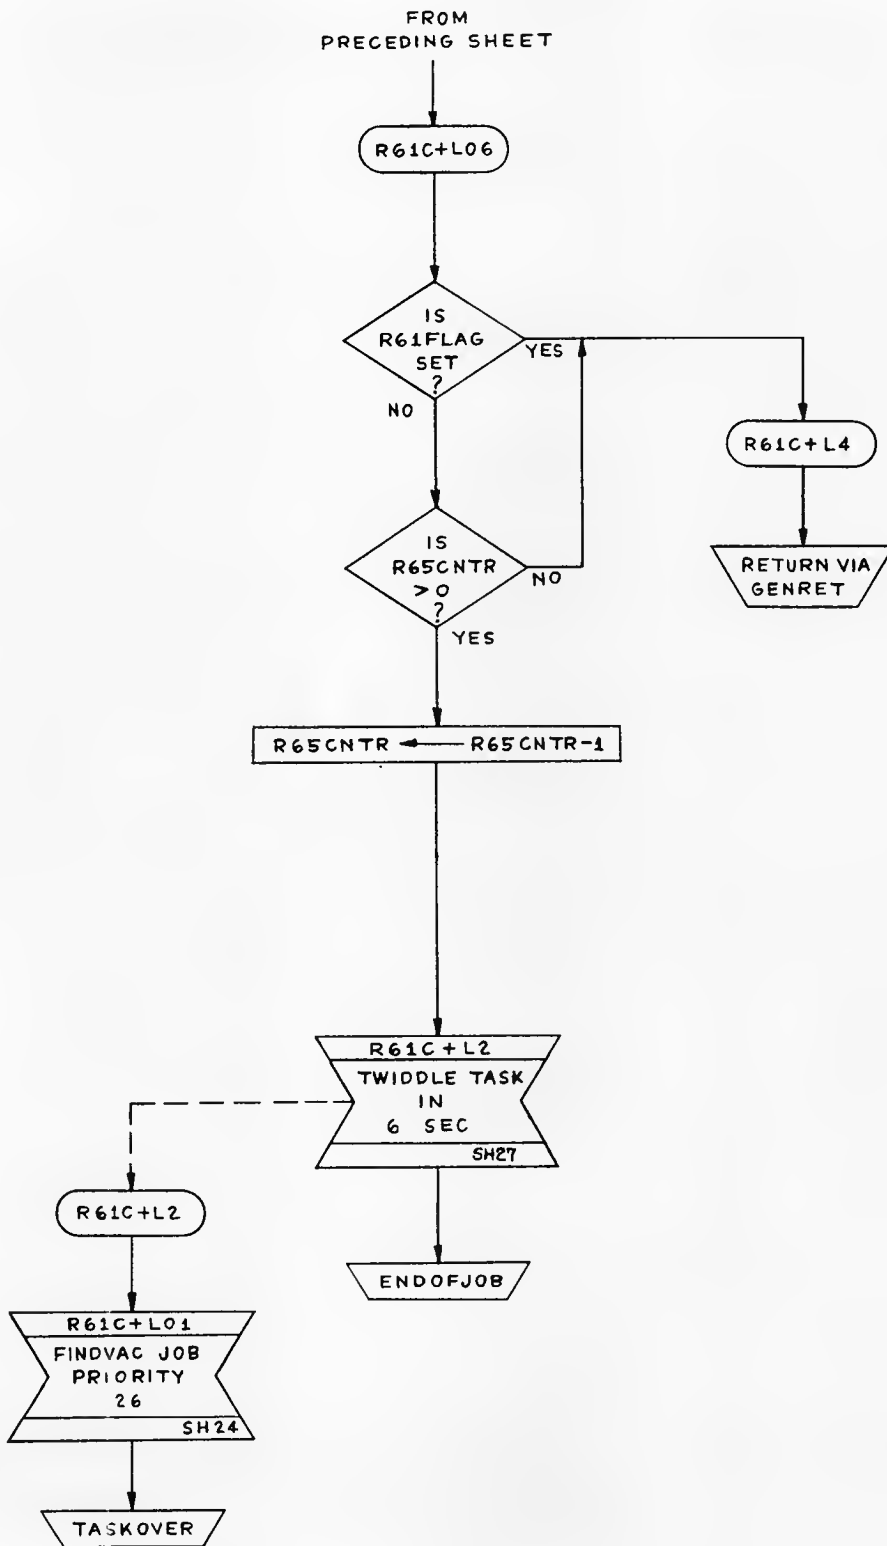 FROM
PRECEDING SHEET
R61C+L06
IS
R61FLAG
SET
?
YES
NO
R61C+L4
RETURN VIA
GENRET
IS
R65CNTR
>0
?
NO
YES
R65CNTR R65CNTR-1
R61C+L2
TWIDDLE TASK
IN
6 SEC
SH27
R61C+L2
ENDOFJOB
R61C+L01
FINDVAC JOB
PRIORITY
26
SH24
TASKOVER